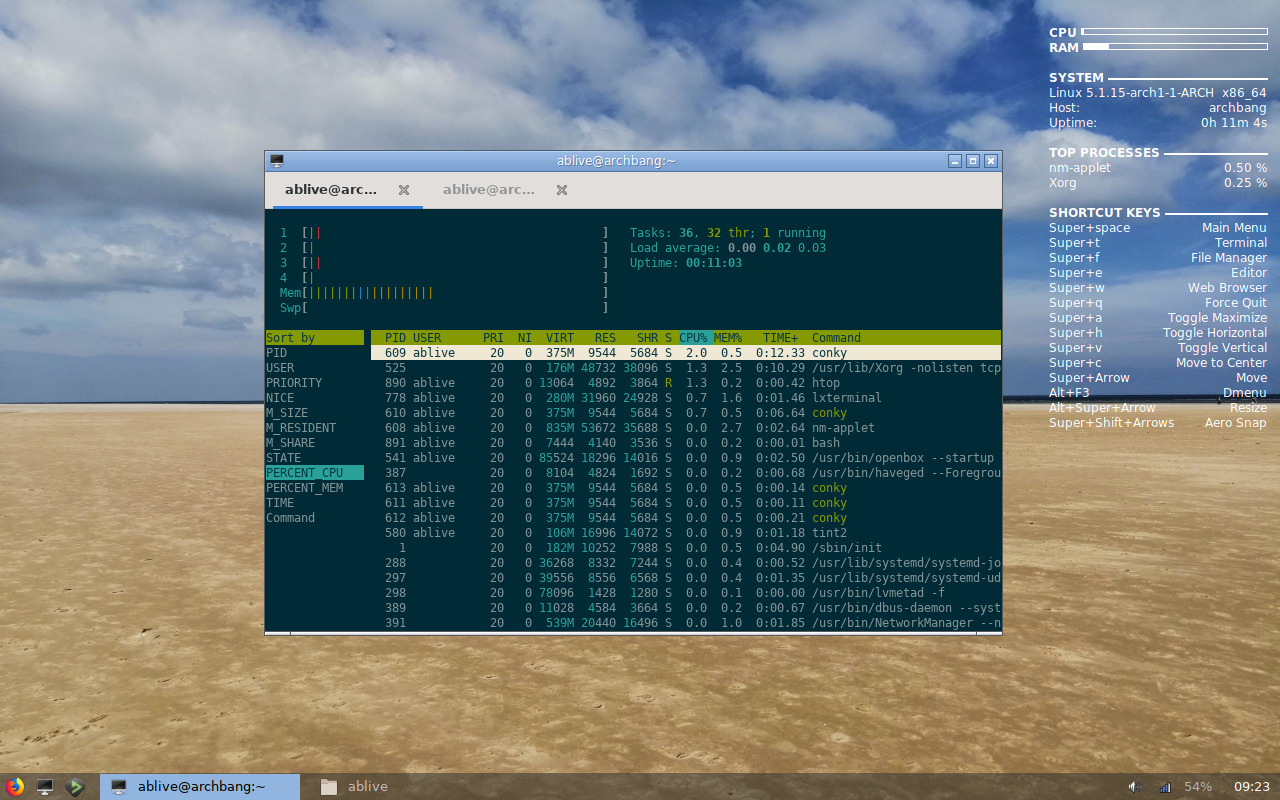 CPU
RAM
SYSTEM
Linux 5.1.15-arch1-1-ARCH x86_64
Host: archbang
Uptime: 0h 11m 4s
TOP PROCESSES
nm-applet 0.50 %
Xorg 0.25 %
SHORTCUT KEYS
Super+space Main Menu
Super+t Terminal
Super+f File Manager
Super+e Editor
Super+w Web Browser
Super+q Force Quit
Super+a Toggle Maximize
Super+h Toggle Horizontal
Super+v Toggle Vertical
Super+c Move to Center
Super+Arrow Move
Alt+F3 Dmenu
Alt+Super+Arrow Resize
Super+Shift+Arrows Aero Snap
ablive@archbang:~
ablive@arc... ablive@arc...
1 [|| ] Tasks: 36, 32 thr; 1 running
2 [| ] Load average: 0.00 0.02 0.03
3 [|| ] Uptime: 00:11:03
4 [| ]
Mem[|||||||||||||||||| ]
Swp[ ]
Sort by PID USER PRI NI VIRT RES SHR S CPU% MEM% TIME+ Command
PID 609 ablive 20 0 375M 9544 5684 S 2.0 0.5 0:12.33 conky
USER 525 20 0 176M 48732 38096 S 1.3 2.5 0:10.29 /usr/lib/Xorg -nolisten tcp
PRIORITY 890 ablive 20 0 13064 4892 3864 R 1.3 0.2 0:00.42 htop
NICE 778 ablive 20 0 280M 31960 24928 S 0.7 1.6 0:01.46 lxterminal
M_SIZE 610 ablive 20 0 375M 9544 5684 S 0.7 0.5 0:06.64 conky
M_RESIDENT 608 ablive 20 0 835M 53672 35688 S 0.0 2.7 0:02.64 nm-applet
M_SHARE 891 ablive 20 0 7444 4140 3536 S 0.0 0.2 0:00.01 bash
STATE 541 ablive 20 0 85524 18296 14016 S 0.0 0.9 0:02.50 /usr/bin/openbox --startup
PERCENT_CPU 387 20 0 8104 4824 1692 S 0.0 0.2 0:00.68 /usr/bin/haveged --Foregrou
PERCENT_MEM 613 ablive 20 0 375M 9544 5684 S 0.0 0.5 0:00.14 conky
TIME 611 ablive 20 0 375M 9544 5684 S 0.0 0.5 0:00.11 conky
Command 612 ablive 20 0 375M 9544 5684 S 0.0 0.5 0:00.21 conky
580 ablive 20 0 106M 16996 14072 S 0.0 0.9 0:01.18 tint2
1 20 0 182M 10252 7988 S 0.0 0.5 0:04.90 /sbin/init
288 20 0 36268 8332 7244 S 0.0 0.4 0:00.52 /usr/lib/systemd/systemd-jo
297 20 0 39556 8556 6568 S 0.0 0.4 0:01.35 /usr/lib/systemd/systemd-ud
298 20 0 78096 1428 1280 S 0.0 0.1 0:00.00 /usr/bin/lvmetad -f
389 20 0 11028 4584 3664 S 0.0 0.2 0:00.67 /usr/bin/dbus-daemon --syst
391 20 0 539M 20440 16496 S 0.0 1.0 0:01.85 /usr/bin/NetworkManager --n
ablive@archbang:~ ablive 54% 09:23